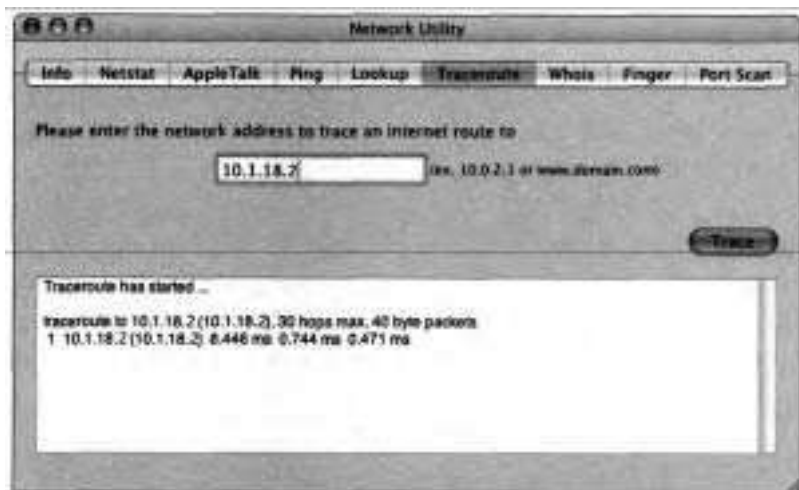 Network Utility
Info Netstat AppleTalk Ping Lookup Traceroute Whois Finger Port Scan
Please enter the network address to trace an internet route to
10.1.18.2 (ex. 10.0.2.1 or www.domain.com)
Trace
Traceroute has started ...
traceroute to 10.1.18.2 (10.1.18.2), 30 hops max, 40 byte packets
1 10.1.18.2 (10.1.18.2) 8.446 ms 0.744 ms 0.471 ms